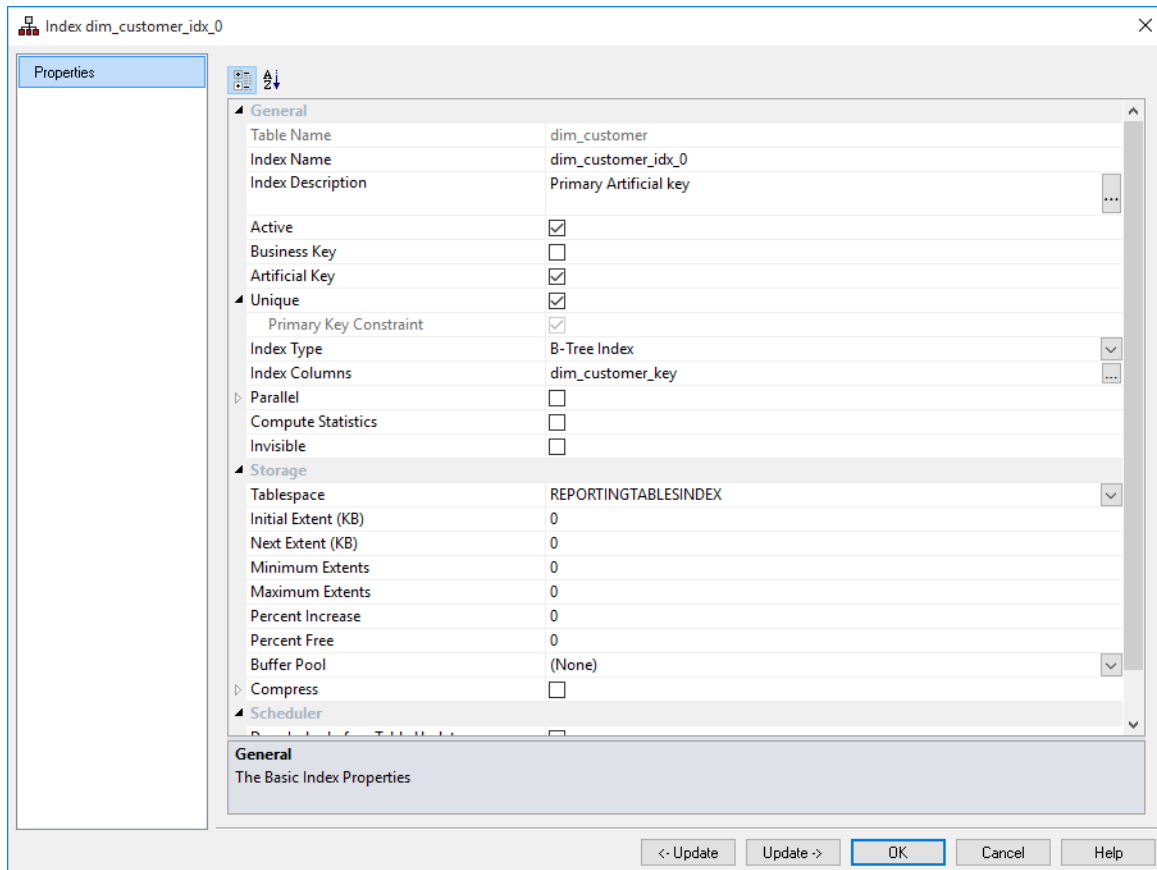 Index dim_customer_idx_0
Properties
General
Table Name dim_customer
Index Name dim_customer_idx_0
Index Description Primary Artificial key
...
Active
Business Key
Artificial Key
Unique
Primary Key Constraint
Index Type B-Tree Index
Index Columns dim_customer_key ...
Parallel
Compute Statistics
Invisible
Storage
Tablespace REPORTINGTABLESINDEX
Initial Extent (KB) 0
Next Extent (KB) 0
Minimum Extents 0
Maximum Extents 0
Percent Increase 0
Percent Free 0
Buffer Pool (None)
Compress
Scheduler
General
The Basic Index Properties
<- Update Update -> OK Cancel Help